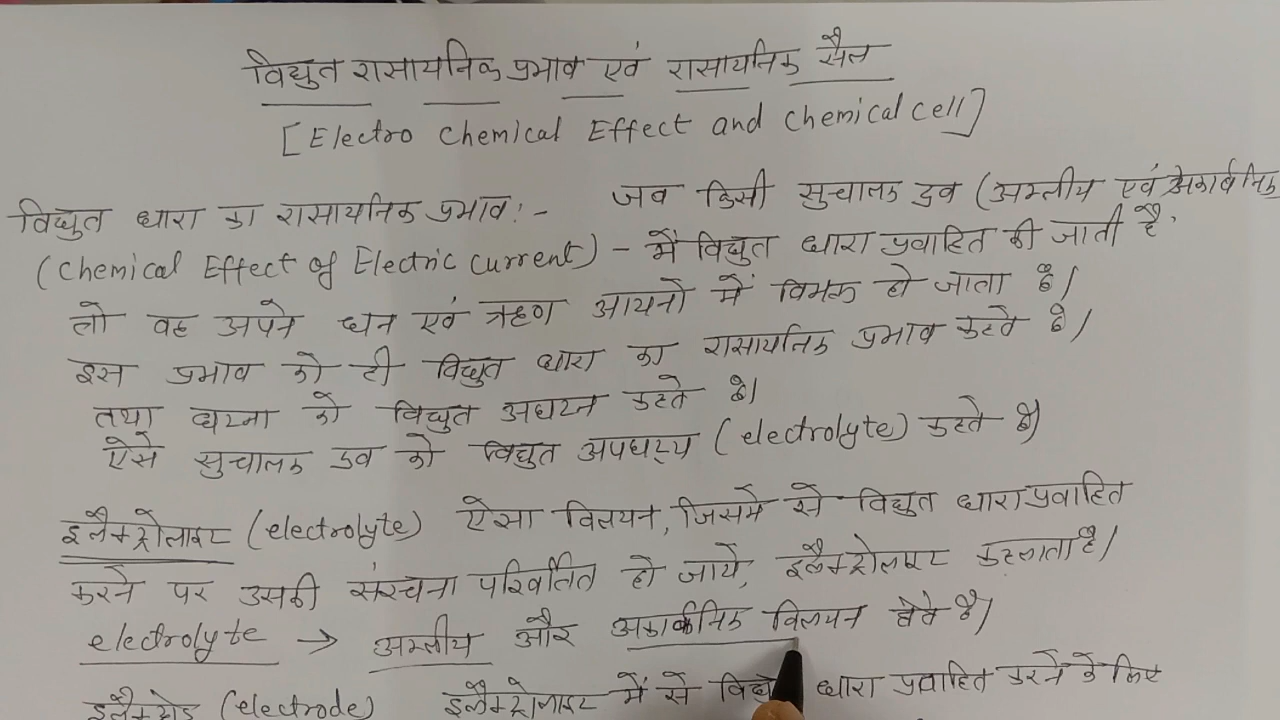 विद्युत रासायनिक प्रभाव एवं रासायनिक सैल
[Electro Chemical Effect and Chemical Cell]
विद्युत धारा का रासायनिक प्रभाव:- जब किसी सुचालक द्रव (अम्लीय एवं अकार्बनिक
(Chemical Effect of Electric Current) - में विद्युत धारा प्रवाहित की जाती है,
तो वह अपने धन एवं ऋण आयनों में विभक्त हो जाता है।
इस प्रभाव को ही विद्युत धारा का रासायनिक प्रभाव कहते है।
तथा घटना को विद्युत अघटन कहते है।
ऐसे सुचालक द्रव को विद्युत अपघट्य (electrolyte) कहते है।
इलैक्ट्रोलाइट (electrolyte) ऐसा विलयन, जिसमे से विद्युत धारा प्रवाहित
करने पर उसकी संरचना परिवर्तित हो जाये, इलैक्ट्रोलाइट कहलाता है।
electrolyte → अम्लीय और अकार्बनिक विलयन होते है।
इलैक्ट्रोड (electrode) इलैक्ट्रोलाइट में से धारा प्रवाहित करने के लिए